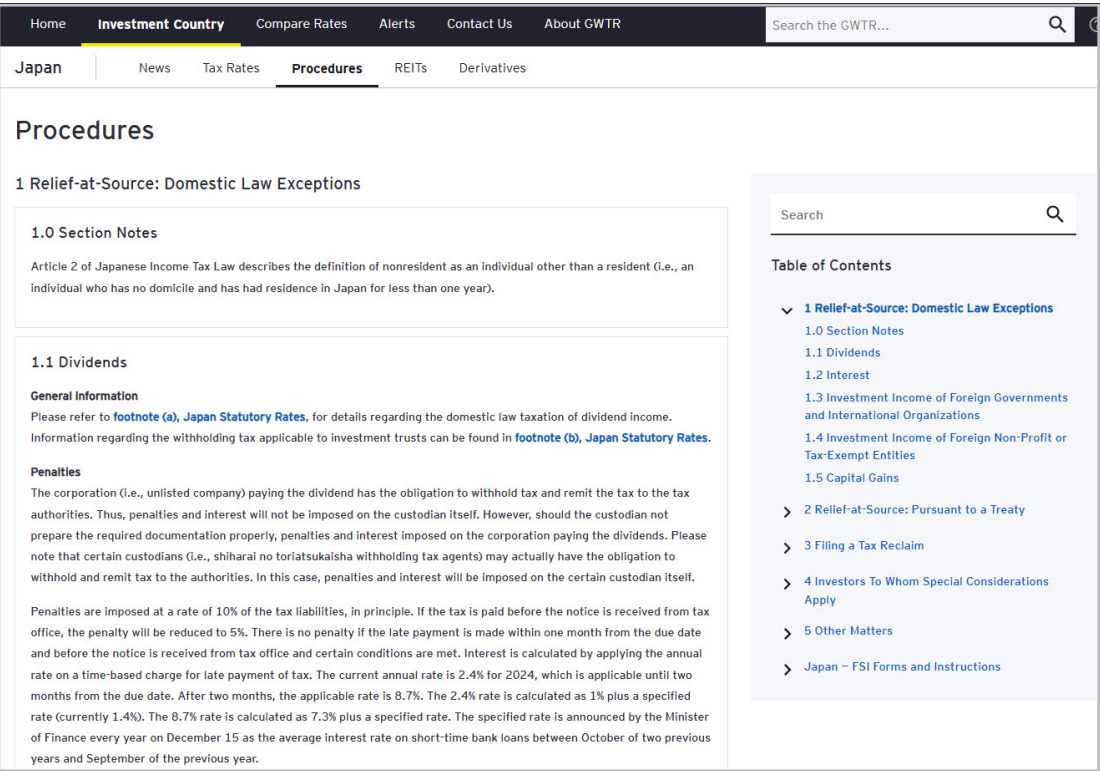 Home Investment Country Compare Rates Alerts Contact Us About GWTR Search the GWTR...
Japan News Tax Rates Procedures REITs Derivatives
Procedures
1 Relief-at-Source: Domestic Law Exceptions
1.0 Section Notes
Article 2 of Japanese Income Tax Law describes the definition of nonresident as an individual other than a resident (i.e., an
individual who has no domicile and has had residence in Japan for less than one year).
1.1 Dividends
General Information
Please refer to footnote (a), Japan Statutory Rates, for details regarding the domestic law taxation of dividend income.
Information regarding the withholding tax applicable to investment trusts can be found in footnote (b), Japan Statutory Rates.
Penalties
The corporation (i.e., unlisted company) paying the dividend has the obligation to withhold tax and remit the tax to the tax
authorities. Thus, penalties and interest will not be imposed on the custodian itself. However, should the custodian not
prepare the required documentation properly, penalties and interest imposed on the corporation paying the dividends. Please
note that certain custodians (i.e., shiharai no toriatsukaisha withholding tax agents) may actually have the obligation to
withhold and remit tax to the authorities. In this case, penalties and interest will be imposed on the certain custodian itself.
Penalties are imposed at a rate of 10% of the tax liabilities, in principle. If the tax is paid before the notice is received from tax
office, the penalty will be reduced to 5%. There is no penalty if the late payment is made within one month from the due date
and before the notice is received from tax office and certain conditions are met. Interest is calculated by applying the annual
rate on a time-based charge for late payment of tax. The current annual rate is 2.4% for 2024, which is applicable until two
months from the due date. After two months, the applicable rate is 8.7%. The 2.4% rate is calculated as 1% plus a specified
rate (currently 1.4%). The 8.7% rate is calculated as 7.3% plus a specified rate. The specified rate is announced by the Minister
of Finance every year on December 15 as the average interest rate on short-time bank loans between October of two previous
years and September of the previous year.
Search
Table of Contents
1 Relief-at-Source: Domestic Law Exceptions
1.0 Section Notes
1.1 Dividends
1.2 Interest
1.3 Investment Income of Foreign Governments
and International Organizations
1.4 Investment Income of Foreign Non-Profit or
Tax-Exempt Entities
1.5 Capital Gains
2 Relief-at-Source: Pursuant to a Treaty
3 Filing a Tax Reclaim
4 Investors To Whom Special Considerations
Apply
5 Other Matters
Japan – FSI Forms and Instructions